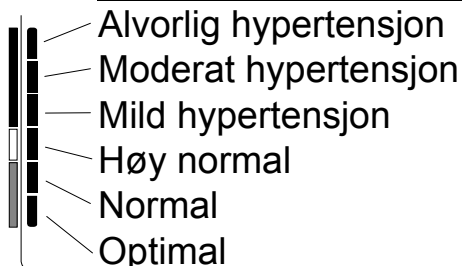 Alvorlig hypertensjon
Moderat hypertensjon
Mild hypertensjon
Høy normal
Normal
Optimal